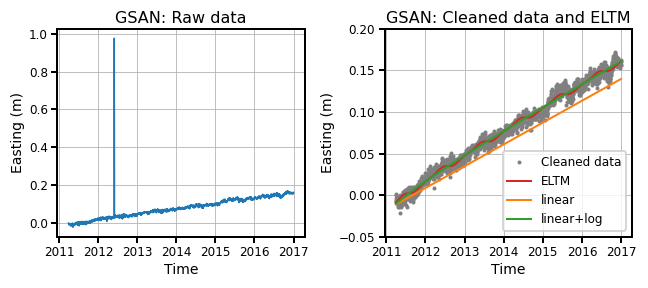 GSAN: Raw data
1.0
0.8
0.6
0.4
0.2
0.0
Easting (m)
2011 2012 2013 2014 2015 2016 2017
Time
GSAN: Cleaned data and ELTM
0.20
0.15
0.10
0.05
0.00
−0.05
Easting (m)
Cleaned data
ELTM
linear
linear+log
2011 2012 2013 2014 2015 2016 2017
Time